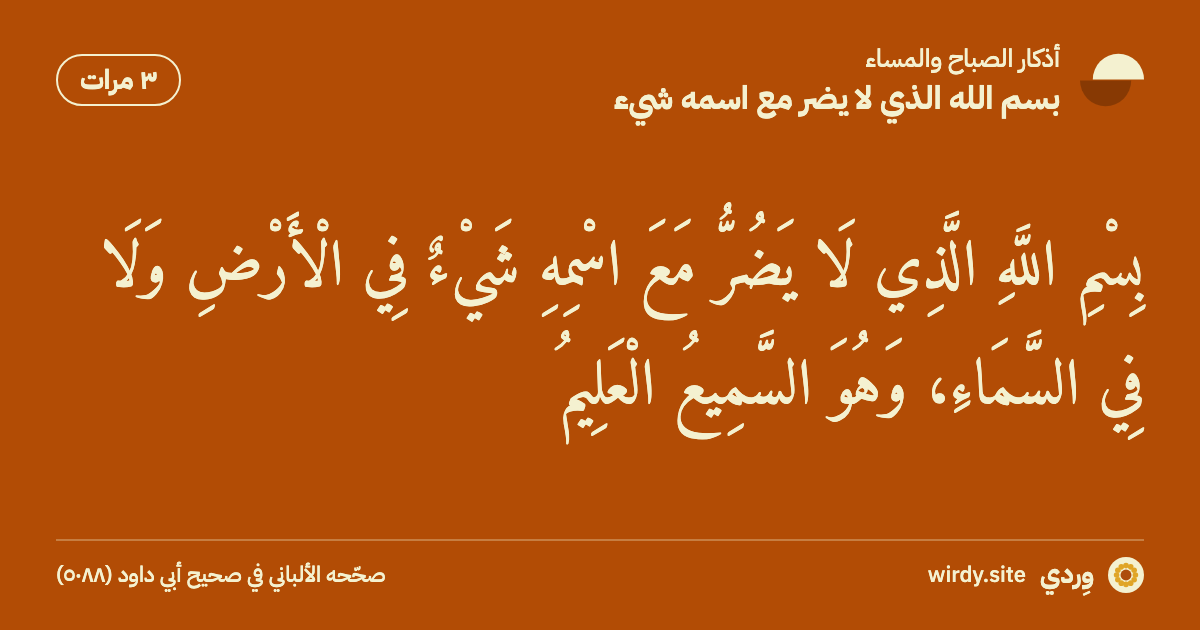 أذكار الصباح والمساء
بسم الله الذي لا يضر مع اسمه شيء
٣ مرات
بِسْمِ اللَّهِ الَّذِي لَا يَضُرُّ مَعَ اسْمِهِ شَيْءٌ فِي الْأَرْضِ وَلَا
فِي السَّمَاءِ، وَهُوَ السَّمِيعُ الْعَلِيمُ
وِردي wirdy.site
صحّحه الألباني في صحيح أبي داود (٥٠٨٨)